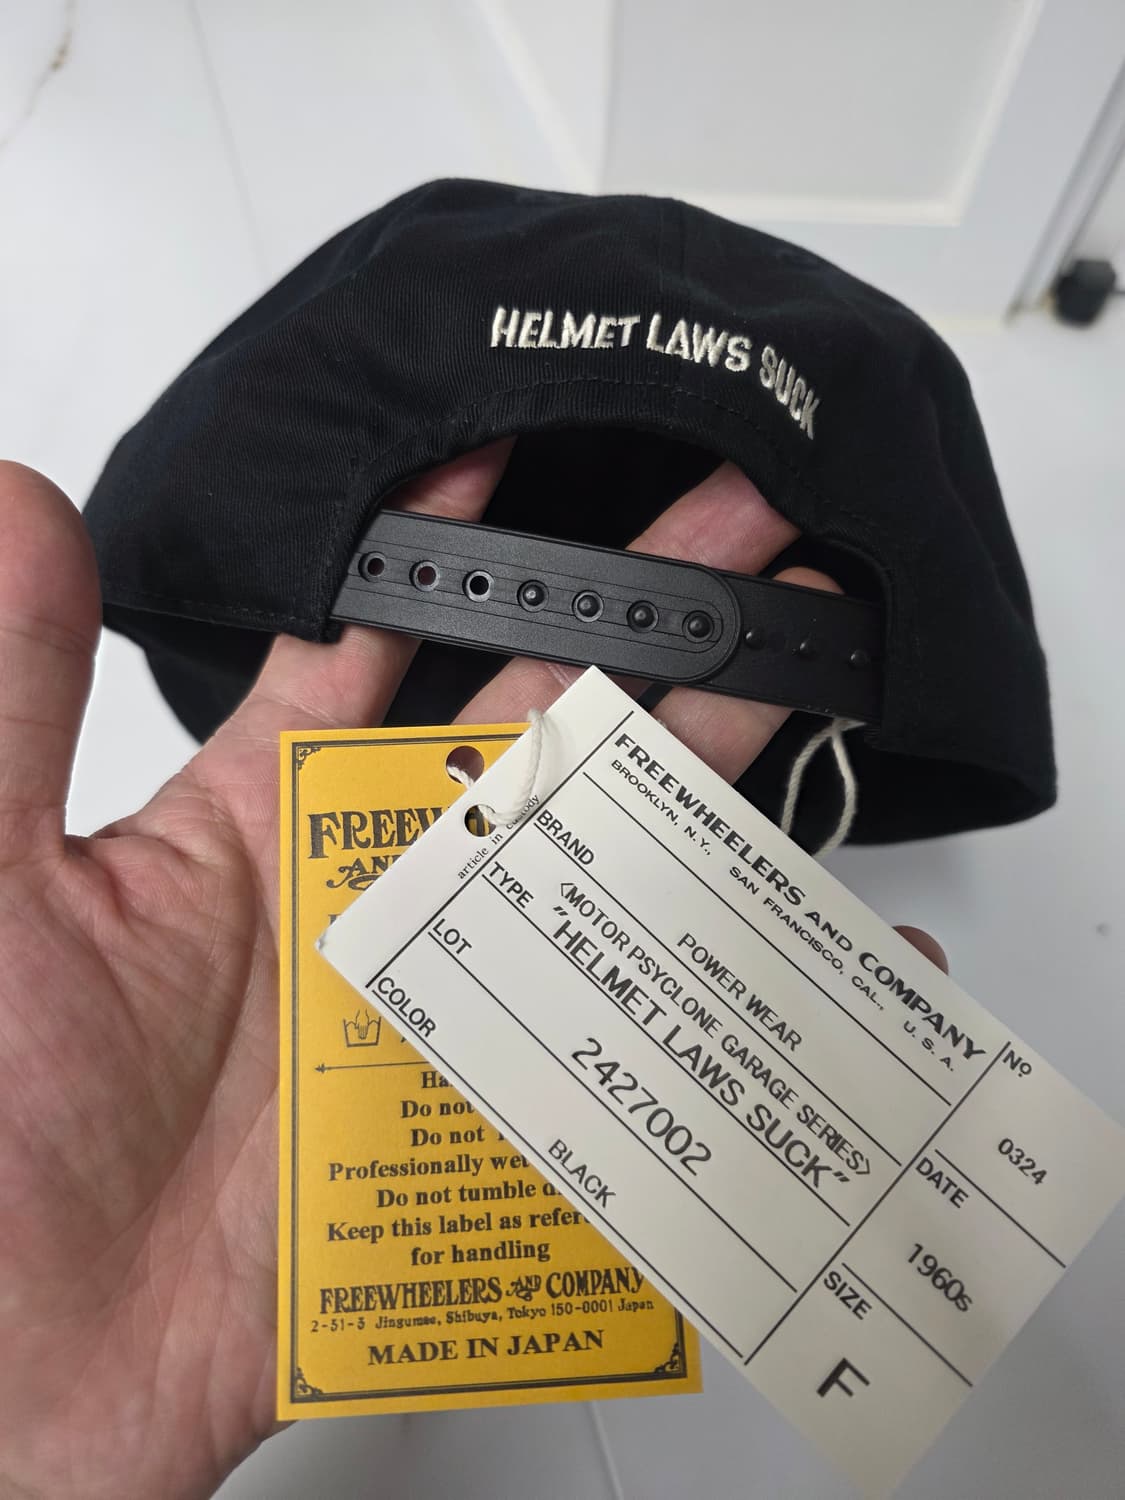 HELMET LAWS SUCK
FREEWHEELERS AND COMPANY
BROOKLYN, N.Y., SAN FRANCISCO, CAL., U. S. A.
article in custody
BRAND
POWER WEAR
TYPE
<MOTOR PSYCLONE GARAGE SERIES>
"HELMET LAWS SUCK"
LOT
2427002
COLOR
BLACK
Nº
0324
DATE
1960s
SIZE
F
Do not
Do not
Professionally
Do not tumble
Keep this label as
for handling
FREEWHEELERS AND COMPANY
2-31-3 Jingumae, Shibuya, Tokyo 150-0001 Japan
MADE IN JAPAN